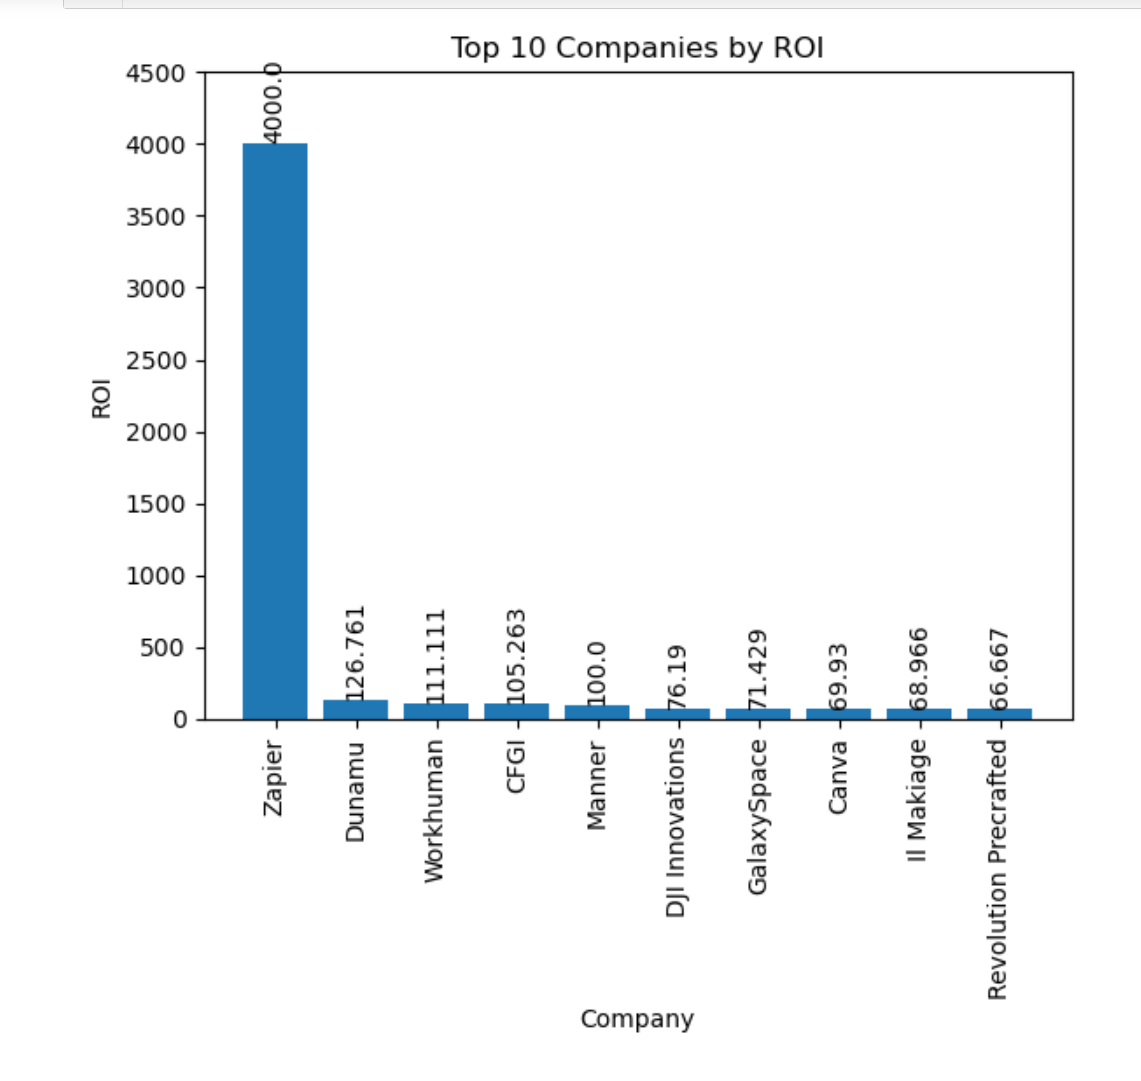 Top 10 Companies by ROI
4500
4000
3500
3000
2500
2000
1500
1000
500
0
ROI
4000.0
126.761
111.111
105.263
100.0
76.19
71.429
69.93
68.966
66.667
Zapier
Dunamu
Workhuman
CFGI
Manner
DJI Innovations
GalaxySpace
Canva
Il Makiage
Revolution Precrafted
Company